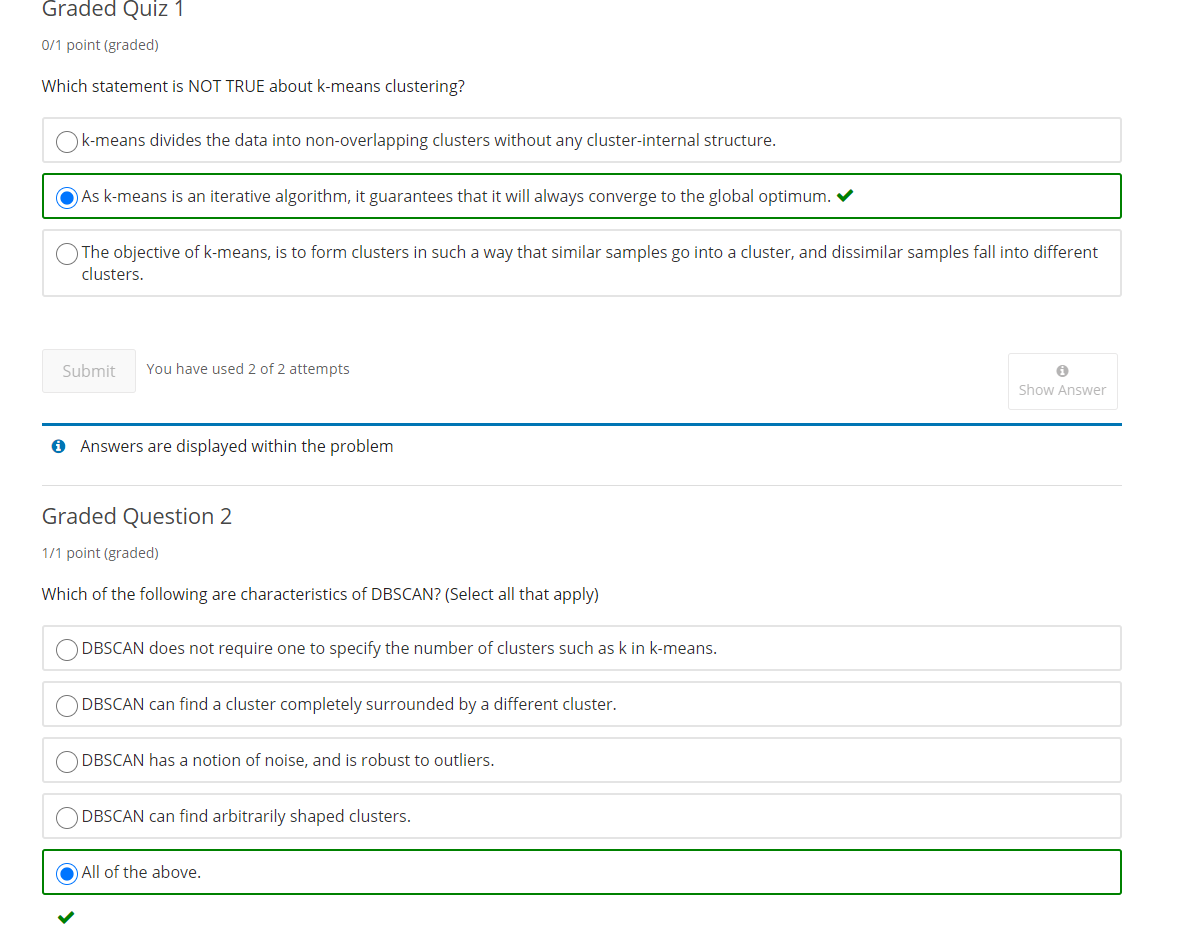 Graded Quiz 1
0/1 point (graded)
Which statement is NOT TRUE about k-means clustering?
k-means divides the data into non-overlapping clusters without any cluster-internal structure.
As k-means is an iterative algorithm, it guarantees that it will always converge to the global optimum.
The objective of k-means, is to form clusters in such a way that similar samples go into a cluster, and dissimilar samples fall into different
clusters.
Submit
You have used 2 of 2 attempts
Show Answer
Answers are displayed within the problem
Graded Question 2
1/1 point (graded)
Which of the following are characteristics of DBSCAN? (Select all that apply)
DBSCAN does not require one to specify the number of clusters such as k in k-means.
DBSCAN can find a cluster completely surrounded by a different cluster.
DBSCAN has a notion of noise, and is robust to outliers.
DBSCAN can find arbitrarily shaped clusters.
All of the above.